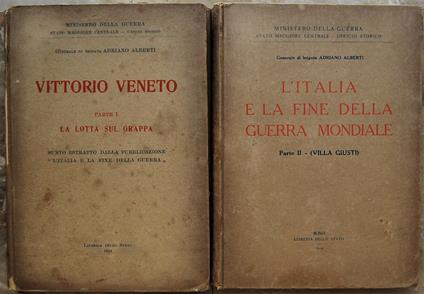 MINISTERO DELLA GUERRA
STATO MAGGIORE CENTRALE - UFFICIO STORICO
GENERALE DI BRIGATA ADRIANO ALBERTI
VITTORIO VENETO
PARTE I
LA LOTTA SUL GRAPPA
SUNTO ESTRATTO DALLA PUBBLICAZIONE
"L'ITALIA E LA FINE DELLA GUERRA"
LIBRERIA DELLO STATO
MINISTERO DELLA GUERRA
STATO MAGGIORE CENTRALE - UFFICIO STORICO
Generale di brigata ADRIANO ALBERTI
L'ITALIA
E LA FINE DELLA
GUERRA MONDIALE
Parte II - (VILLA GIUSTI)
ROMA
LIBRERIA DELLO STATO